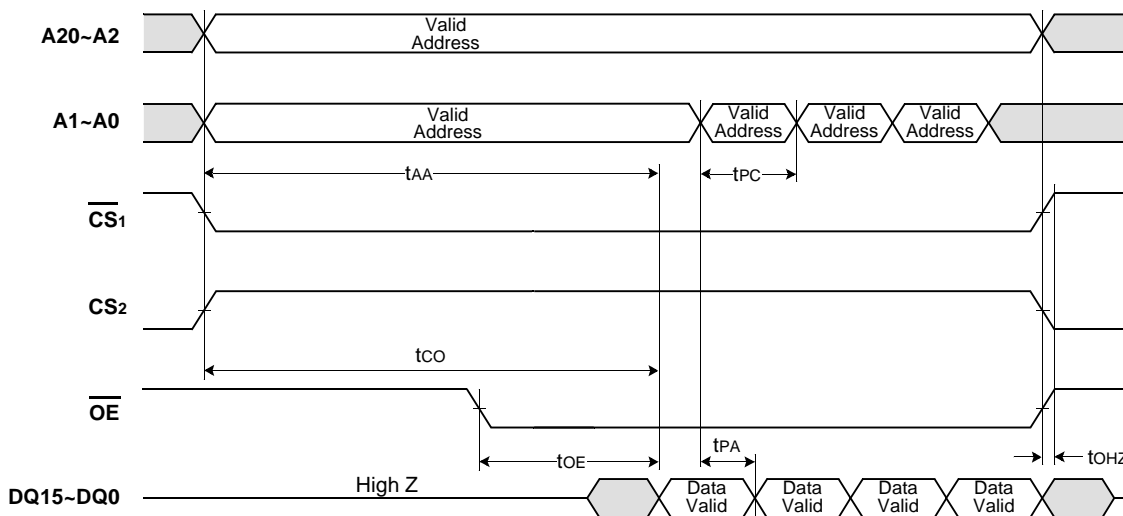 A20~A2
Valid
Address
A1~A0
Valid
Address
Valid
Address
Valid
Address
Valid
Address
tAA
tPC
CS1
CS2
tCO
OE
tOE
tPA
tOHZ
DQ15~DQ0
High Z
Data
Valid
Data
Valid
Data
Valid
Data
Valid